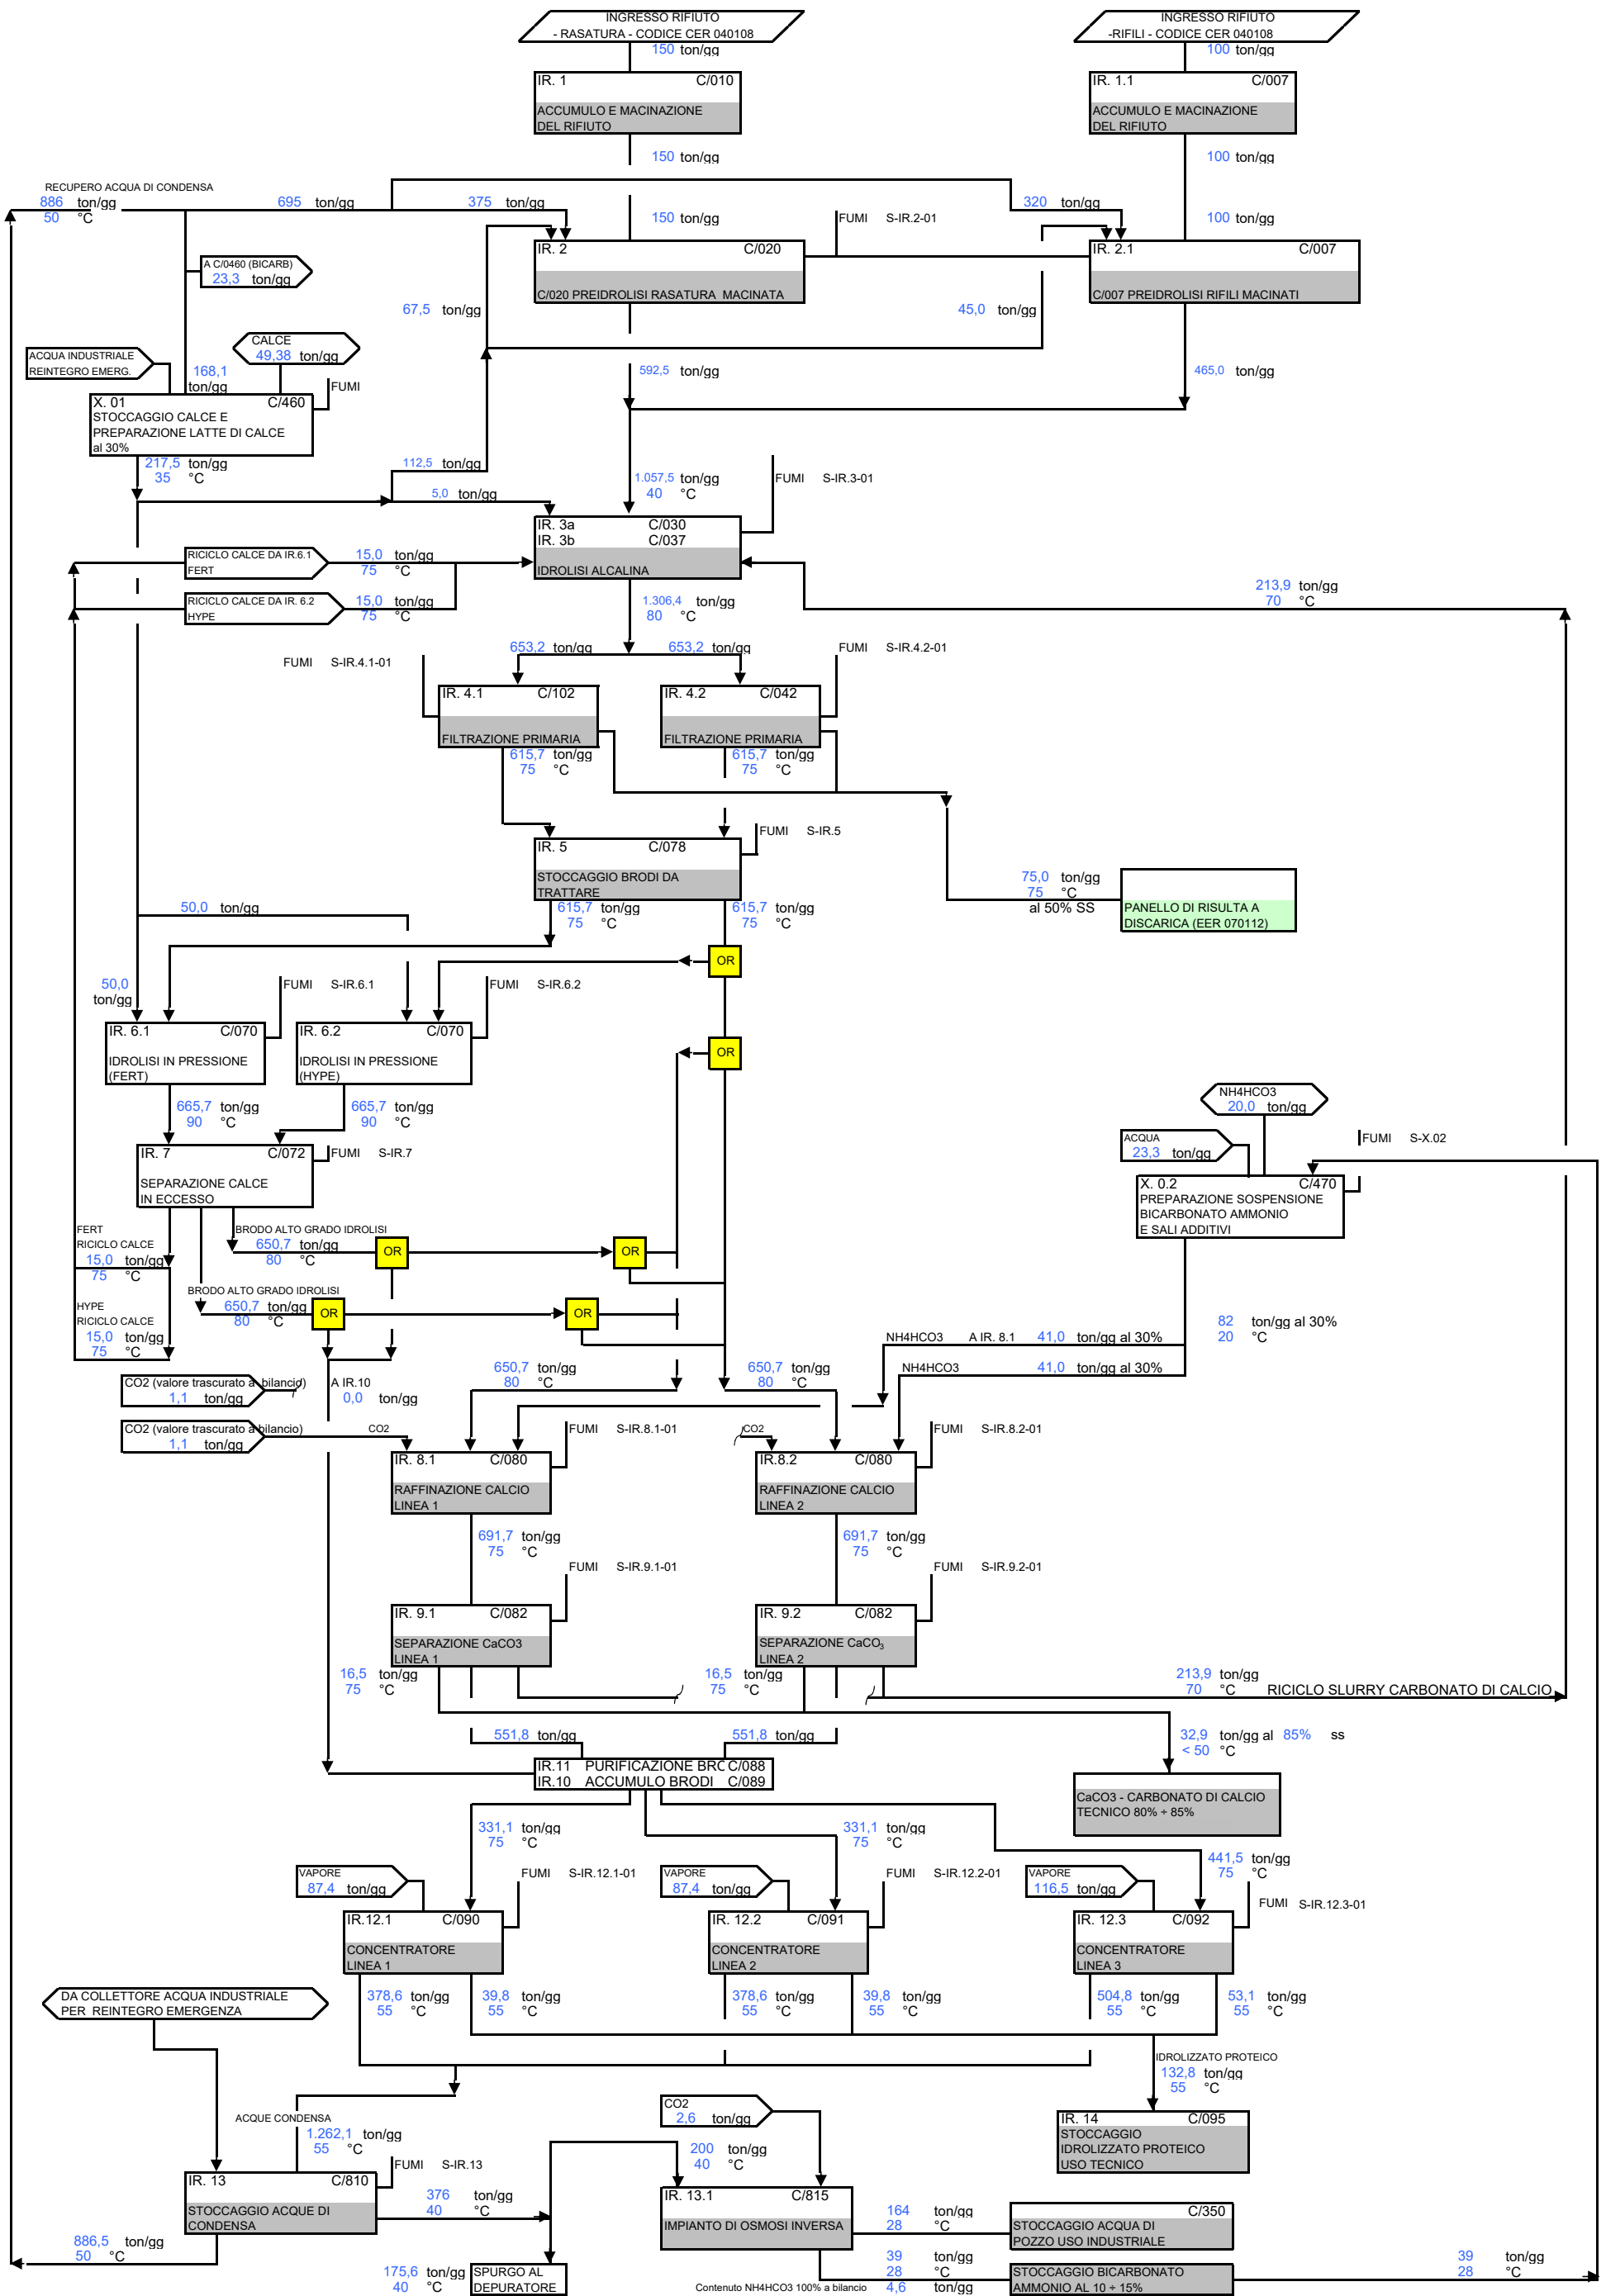 INGRESSO RIFIUTO
- RASATURA - CODICE CER 040108
150 ton/gg
INGRESSO RIFIUTO
-RIFILI - CODICE CER 040108
100 ton/gg
IR. 1 C/010
ACCUMULO E MACINAZIONE
DEL RIFIUTO
IR. 1.1 C/007
ACCUMULO E MACINAZIONE
DEL RIFIUTO
150 ton/gg
100 ton/gg
RECUPERO ACQUA DI CONDENSA
886 ton/gg
50 °C
695 ton/gg
375 ton/gg
320 ton/gg
150 ton/gg
FUMI S-IR.2-01
100 ton/gg
IR. 2 C/020
C/020 PREIDROLISI RASATURA MACINATA
IR. 2.1 C/007
C/007 PREIDROLISI RIFILI MACINATI
A C/0460 (BICARB)
23,3 ton/gg
67,5 ton/gg
45,0 ton/gg
CALCE
49,38 ton/gg
ACQUA INDUSTRIALE
REINTEGRO EMERG.
168,1
ton/gg
FUMI
592,5 ton/gg
465,0 ton/gg
X. 01 C/460
STOCCAGGIO CALCE E
PREPARAZIONE LATTE DI CALCE
al 30%
217,5 ton/gg
35 °C
112,5 ton/gg
5,0 ton/gg
1.057,5 ton/gg
40 °C
FUMI S-IR.3-01
IR. 3a C/030
IR. 3b C/037
IDROLISI ALCALINA
RICICLO CALCE DA IR.6.1
FERT
15,0 ton/gg
75 °C
RICICLO CALCE DA IR. 6.2
HYPE
15,0 ton/gg
75 °C
213,9 ton/gg
70 °C
1.306,4 ton/gg
80 °C
653,2 ton/gg
653,2 ton/gg
FUMI S-IR.4.1-01
FUMI S-IR.4.2-01
IR. 4.1 C/102
FILTRAZIONE PRIMARIA
IR. 4.2 C/042
FILTRAZIONE PRIMARIA
615,7 ton/gg
75 °C
615,7 ton/gg
75 °C
FUMI S-IR.5
IR. 5 C/078
STOCCAGGIO BRODI DA
TRATTARE
75,0 ton/gg
75 °C
al 50% SS
PANELLO DI RISULTA A
DISCARICA (EER 070112)
50,0 ton/gg
615,7 ton/gg
75 °C
615,7 ton/gg
75 °C
OR
50,0
ton/gg
FUMI S-IR.6.1
FUMI S-IR.6.2
IR. 6.1 C/070
IDROLISI IN PRESSIONE
(FERT)
IR. 6.2 C/070
IDROLISI IN PRESSIONE
(HYPE)
OR
665,7 ton/gg
90 °C
665,7 ton/gg
90 °C
NH4HCO3
20,0 ton/gg
ACQUA
23,3 ton/gg
FUMI S-X.02
IR. 7 C/072
SEPARAZIONE CALCE
IN ECCESSO
FUMI S-IR.7
X. 0.2 C/470
PREPARAZIONE SOSPENSIONE
BICARBONATO AMMONIO
E SALI ADDITIVI
FERT
RICICLO CALCE
15,0 ton/gg
75 °C
BRODO ALTO GRADO IDROLISI
650,7 ton/gg
80 °C
OR
OR
HYPE
RICICLO CALCE
15,0 ton/gg
75 °C
BRODO ALTO GRADO IDROLISI
650,7 ton/gg
80 °C
OR
OR
82 ton/gg al 30%
20 °C
NH4HCO3 A IR. 8.1 41,0 ton/gg al 30%
NH4HCO3 41,0 ton/gg al 30%
CO2 (valore trascurato a bilancio)
1,1 ton/gg
A IR.10
0,0 ton/gg
650,7 ton/gg
80 °C
650,7 ton/gg
80 °C
CO2 (valore trascurato a bilancio)
1,1 ton/gg
CO2
FUMI S-IR.8.1-01
CO2
FUMI S-IR.8.2-01
IR. 8.1 C/080
RAFFINAZIONE CALCIO
LINEA 1
IR.8.2 C/080
RAFFINAZIONE CALCIO
LINEA 2
691,7 ton/gg
75 °C
691,7 ton/gg
75 °C
FUMI S-IR.9.1-01
FUMI S-IR.9.2-01
IR. 9.1 C/082
SEPARAZIONE CaCO3
LINEA 1
IR. 9.2 C/082
SEPARAZIONE CaCO3
LINEA 2
16,5 ton/gg
75 °C
16,5 ton/gg
75 °C
213,9 ton/gg
70 °C RICICLO SLURRY CARBONATO DI CALCIO
551,8 ton/gg
551,8 ton/gg
32,9 ton/gg al 85% ss
< 50 °C
IR.11 PURIFICAZIONE BRC C/088
IR.10 ACCUMULO BRODI C/089
CaCO3 - CARBONATO DI CALCIO
TECNICO 80% ÷ 85%
331,1 ton/gg
75 °C
331,1 ton/gg
75 °C
441,5 ton/gg
75 °C
VAPORE
87,4 ton/gg
FUMI S-IR.12.1-01
VAPORE
87,4 ton/gg
FUMI S-IR.12.2-01
VAPORE
116,5 ton/gg
FUMI S-IR.12.3-01
IR.12.1 C/090
CONCENTRATORE
LINEA 1
IR. 12.2 C/091
CONCENTRATORE
LINEA 2
IR. 12.3 C/092
CONCENTRATORE
LINEA 3
378,6 ton/gg
55 °C
39,8 ton/gg
55 °C
378,6 ton/gg
55 °C
39,8 ton/gg
55 °C
504,8 ton/gg
55 °C
53,1 ton/gg
55 °C
DA COLLETTORE ACQUA INDUSTRIALE
PER REINTEGRO EMERGENZA
IDROLIZZATO PROTEICO
132,8 ton/gg
55 °C
ACQUE CONDENSA
1.262,1 ton/gg
55 °C
CO2
2,6 ton/gg
IR. 14 C/095
STOCCAGGIO
IDROLIZZATO PROTEICO
USO TECNICO
FUMI S-IR.13
200 ton/gg
40 °C
IR. 13 C/810
STOCCAGGIO ACQUE DI
CONDENSA
376 ton/gg
40 °C
IR. 13.1 C/815
IMPIANTO DI OSMOSI INVERSA
164 ton/gg
28 °C
C/350
STOCCAGGIO ACQUA DI
POZZO USO INDUSTRIALE
886,5 ton/gg
50 °C
175,6 ton/gg
40 °C
SPURGO AL
DEPURATORE
39 ton/gg
28 °C
Contenuto NH4HCO3 100% a bilancio 4,6 ton/gg
STOCCAGGIO BICARBONATO
AMMONIO AL 10 ÷ 15%
39 ton/gg
28 °C